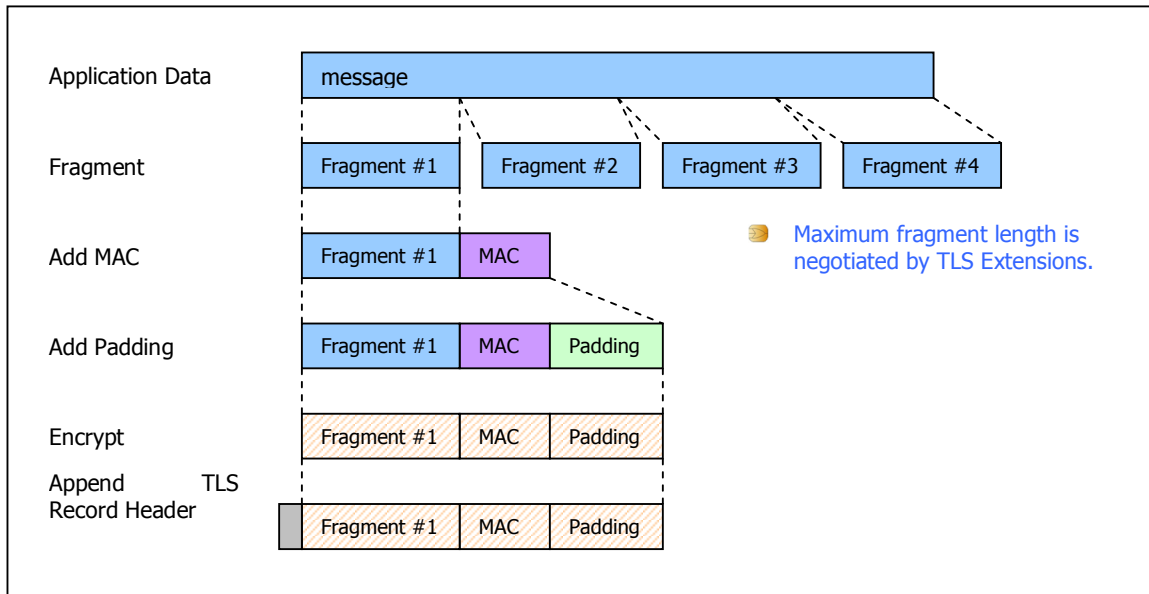 Application Data
message
Fragment
Fragment #1
Fragment #2
Fragment #3
Fragment #4
Add MAC
Fragment #1
MAC
Maximum fragment length is
negotiated by TLS Extensions.
Add Padding
Fragment #1
MAC
Padding
Encrypt
Fragment #1
MAC
Padding
Append TLS
Record Header
Fragment #1
MAC
Padding